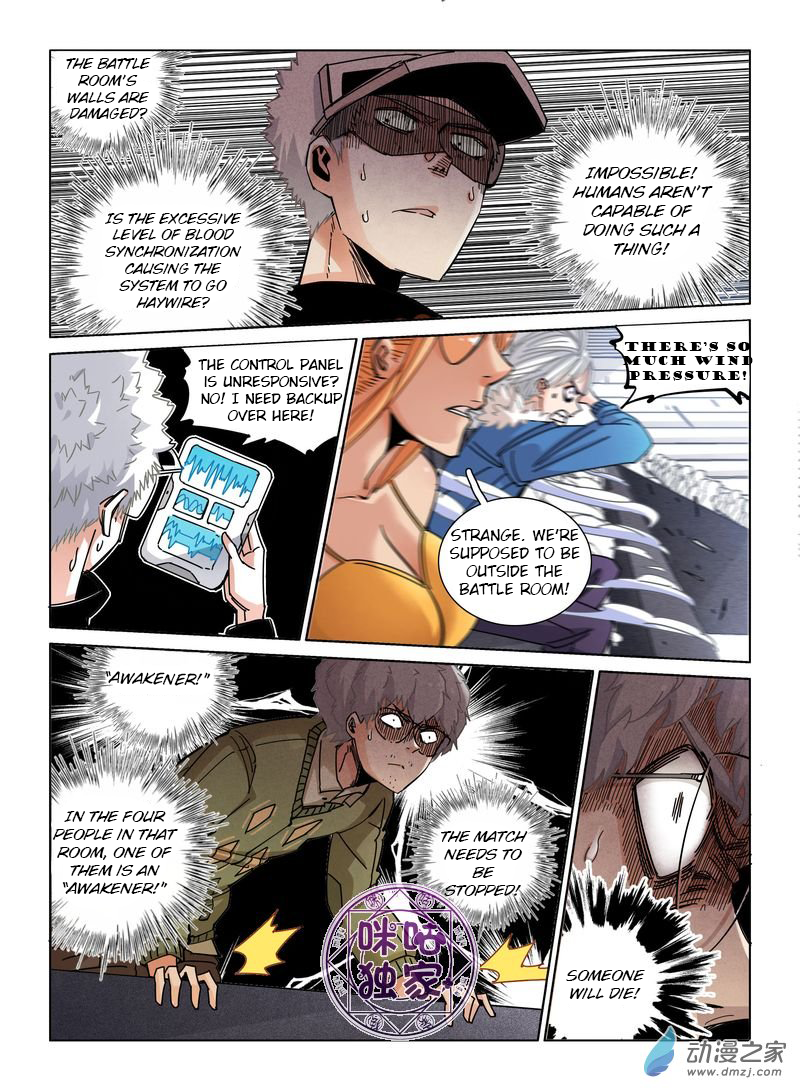 THE BATTLE
ROOM'S
WALLS ARE
DAMAGED?
IMPOSSIBLE!
HUMANS AREN'T
CAPABLE OF
DOING SUCH A
THING!
IS THE EXCESSIVE
LEVEL OF BLOOD
SYNCHRONIZATION
CAUSING THE
SYSTEM TO GO
HAYWIRE?
THE CONTROL PANEL
IS UNRESPONSIVE?
NO! I NEED BACKUP
OVER HERE!
THERE'S SO
MUCH WIND
PRESSURE!
STRANGE. WE'RE
SUPPOSED TO BE
OUTSIDE THE
BATTLE ROOM!
"AWAKENER!"
IN THE FOUR
PEOPLE IN THAT
ROOM, ONE OF
THEM IS AN
"AWAKENER!"
THE MATCH
NEEDS TO
BE
STOPPED!
SOMEONE
WILL DIE!
咪咕
独家
动漫之家
www.dmzj.com